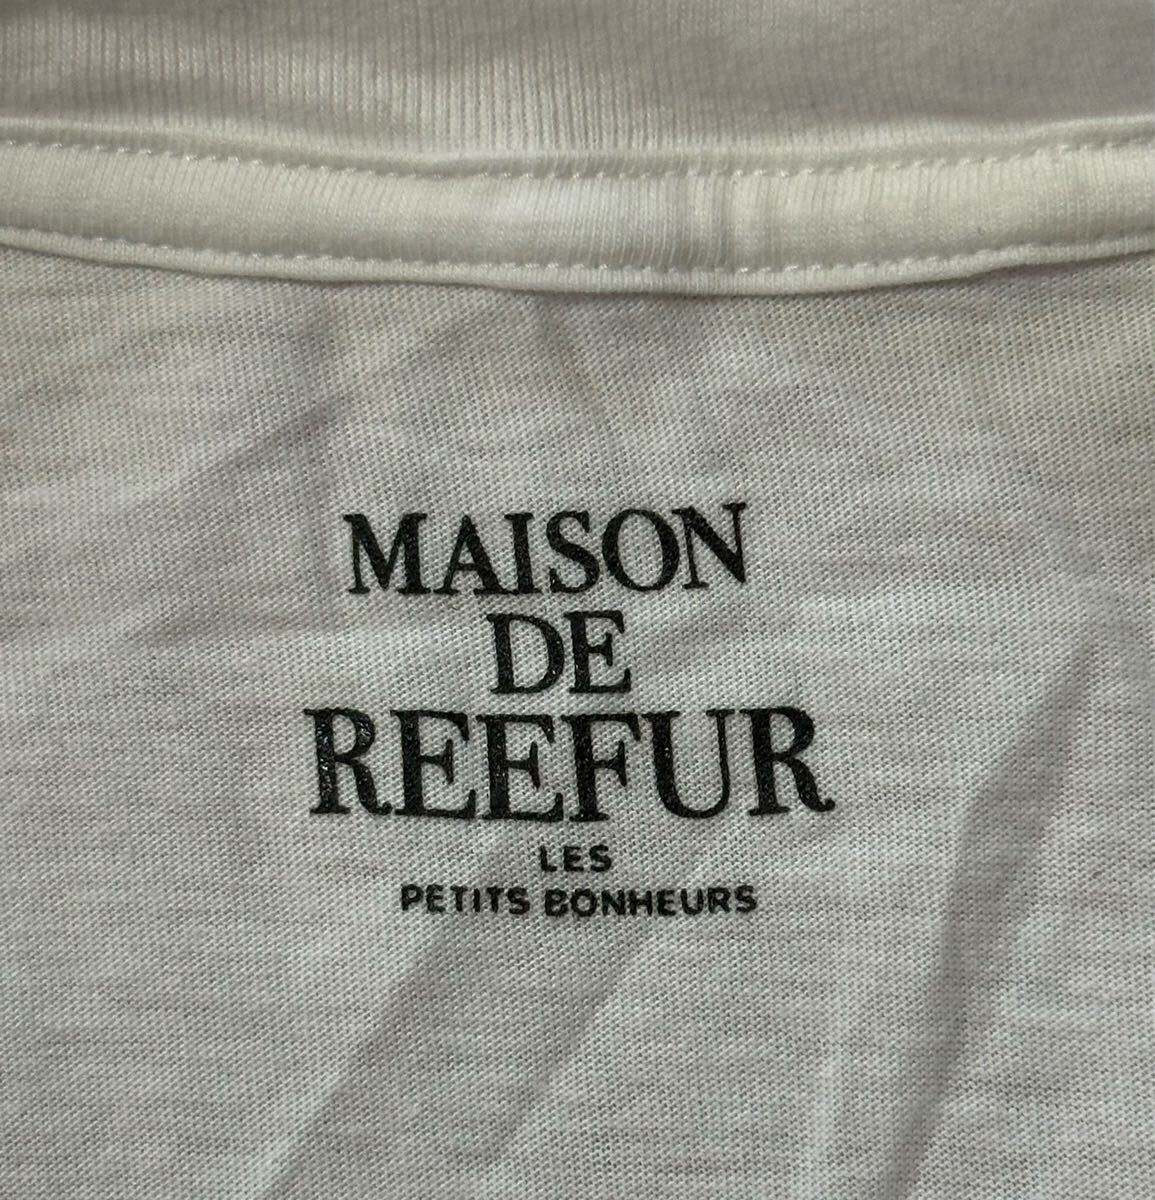 MAISON
DE
REEFUR
LES
PETITS BONHEURS